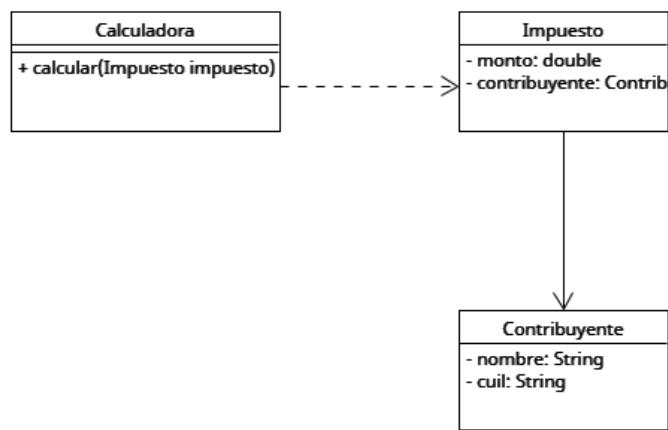 Calculadora
+ calcular(Impuesto impuesto)
Impuesto
- monto: double
- contribuyente: Contrib
Contribuyente
- nombre: String
- cuil: String